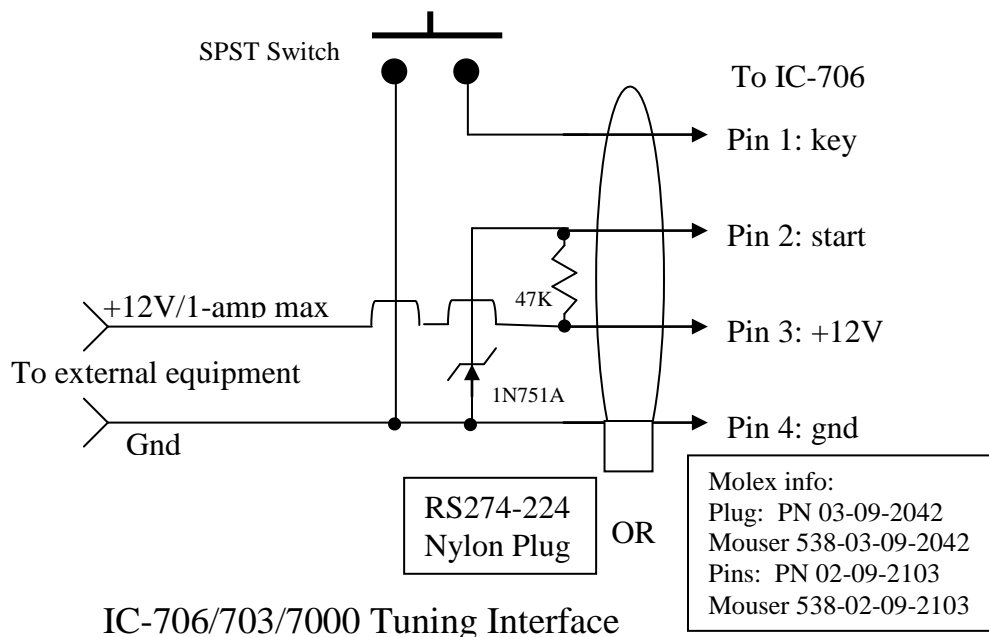 SPST Switch
To IC-706
Pin 1: key
Pin 2: start
47K
+12V/1-amp max
Pin 3: +12V
To external equipment
1N751A
Gnd
Pin 4: gnd
RS274-224
Nylon Plug
OR
Molex info:
Plug: PN 03-09-2042
Mouser 538-03-09-2042
Pins: PN 02-09-2103
Mouser 538-02-09-2103
IC-706/703/7000 Tuning Interface